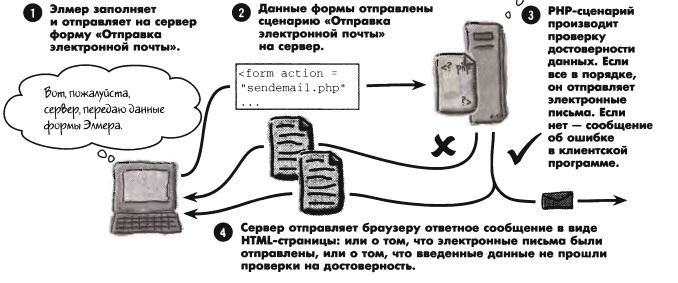 1 Элмер заполняет
и отправляет на сервер
форму «Отправка
электронной почты».
2 Данные формы отправлены
сценарию «Отправка
электронной почты»
на сервер.
3 PHP-сценарий
производит
проверку
достоверности
данных. Если
все в порядке,
он отправляет
электронные
письма. Если
нет — сообщение
об ошибке
в клиентской
программе.
Вот, пожалуйста,
сервер, передаю данные
формы Элмера.
<form action =
"sendemail.php"
...
<? php
?>
4 Сервер отправляет браузеру ответное сообщение в виде
HTML-страницы: или о том, что электронные письма были
отправлены, или о том, что введенные данные не прошли
проверки на достоверность.